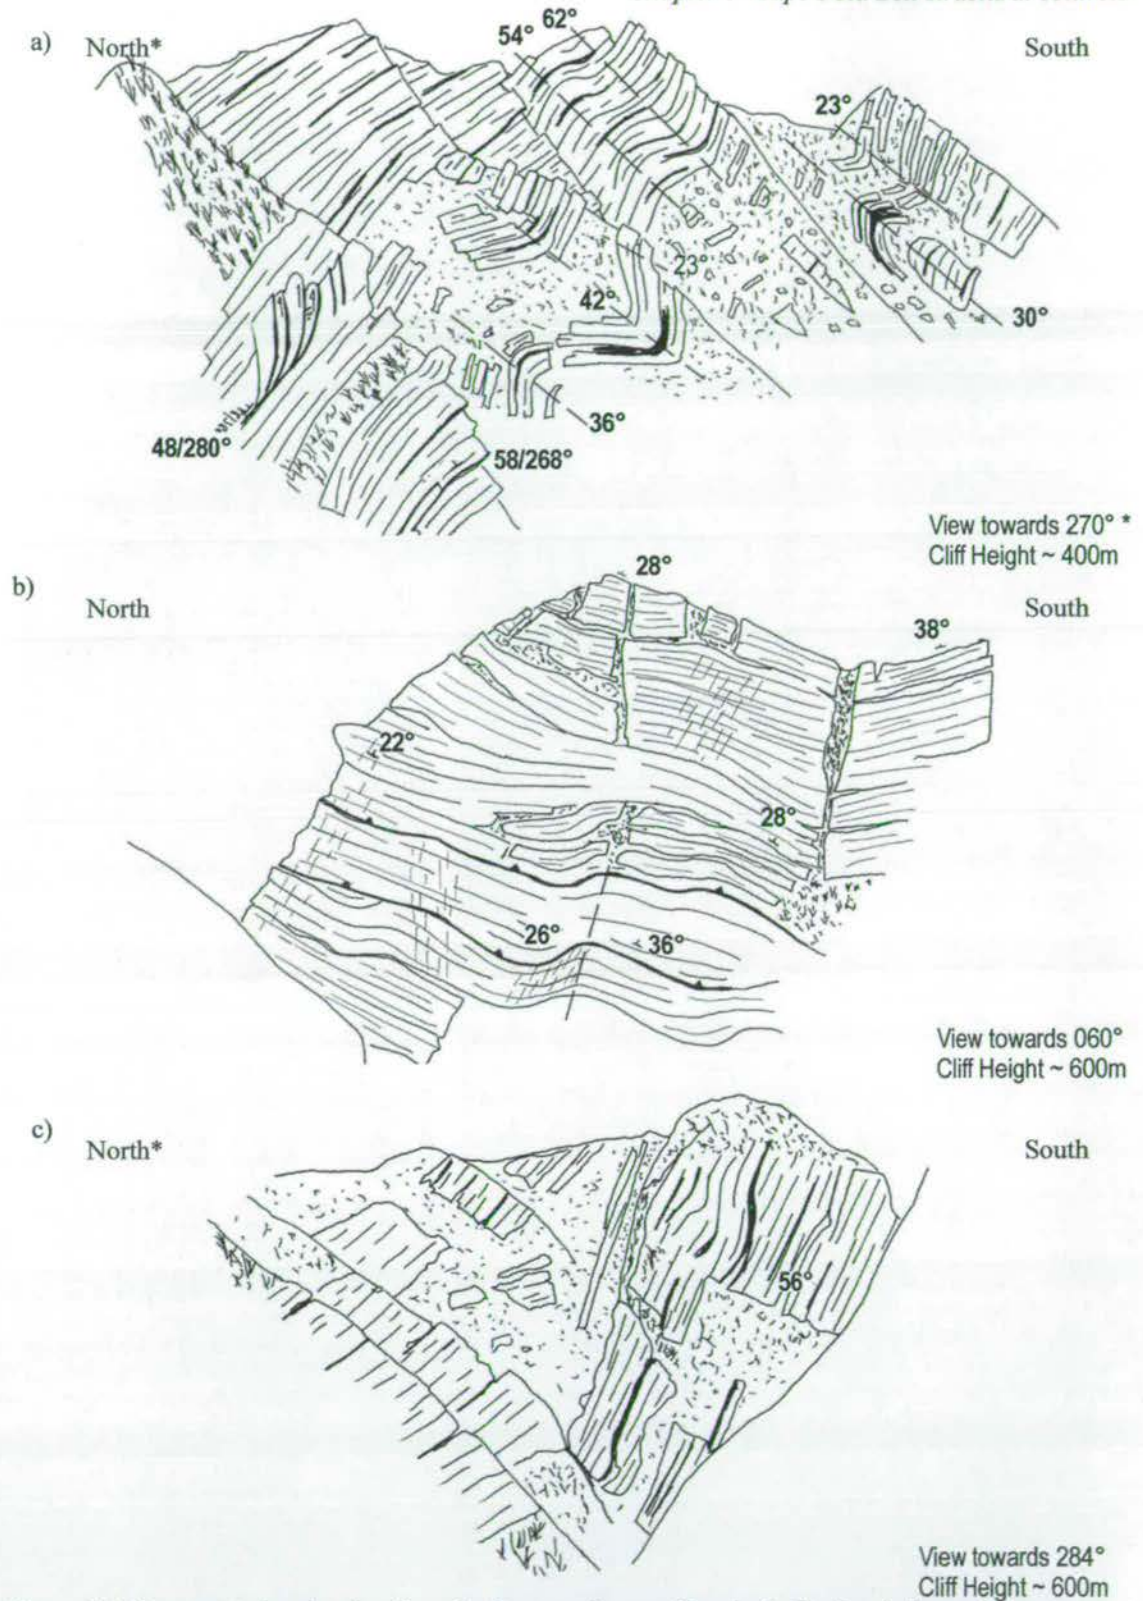 a)
North*
54°
62°
South
23°
23°
42°
30°
36°
48/280°
58/268°
View towards 270° *
Cliff Height ~ 400m
b)
North
28°
South
38°
22°
28°
26°
36°
View towards 060°
Cliff Height ~ 600m
c)
North*
South
56°
View towards 284°
Cliff Height ~ 600m